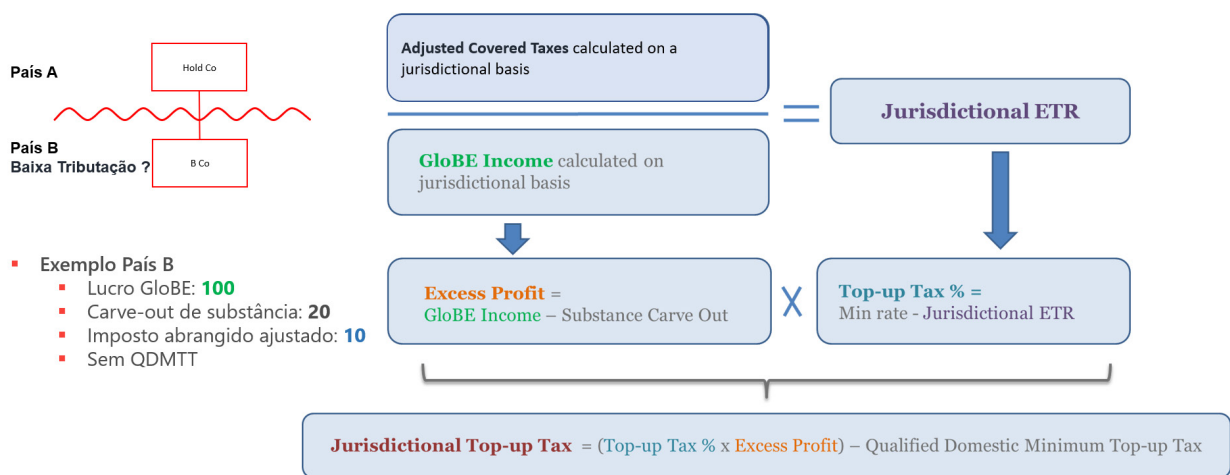 País A
Hold Co
País B
Baixa Tributação ?
B Co
Adjusted Covered Taxes calculated on a
jurisdictional basis
=
Jurisdictional ETR
GloBE Income calculated on
jurisdictional basis
Exemplo País B
Lucro GloBE: 100
Carve-out de substância: 20
Imposto abrangido ajustado: 10
Sem QDMTT
Excess Profit =
GloBE Income – Substance Carve Out
X
Top-up Tax % =
Min rate - Jurisdictional ETR
Jurisdictional Top-up Tax = (Top-up Tax % x Excess Profit) – Qualified Domestic Minimum Top-up Tax